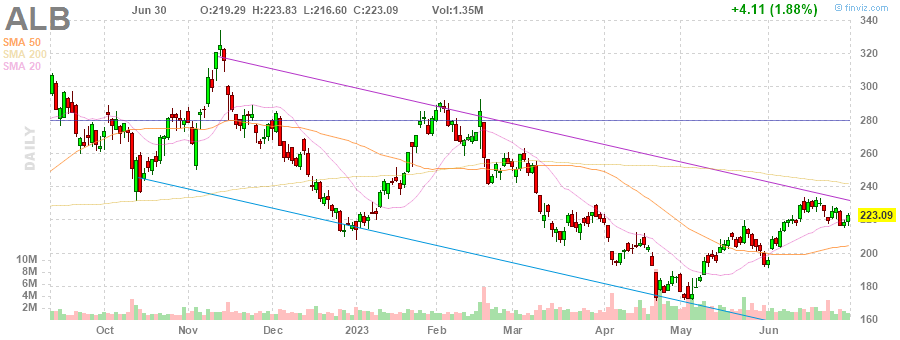 ALB
Jun 30 O:219.29 H:223.83 L:216.60 C:223.09 Vol:1.35M
+4.11 (1.88%)
© finviz.com
SMA 50
SMA 200
SMA 20
DAILY
340
320
300
280
260
240
223.09
200
180
160
10M
8M
6M
4M
2M
Oct Nov Dec 2023 Feb Mar Apr May Jun